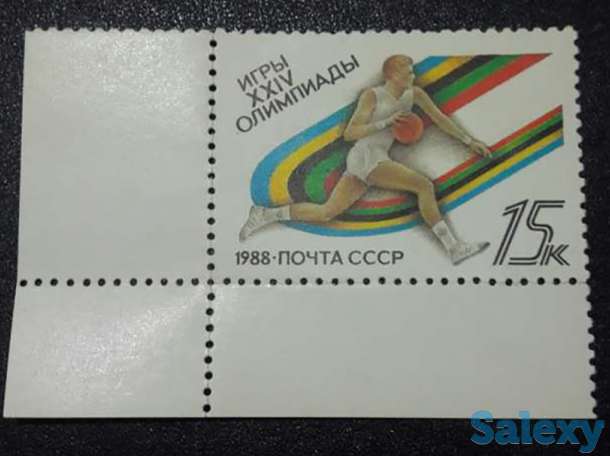 ИГРЫ
XXIV
ОЛИМПИАДЫ
1988·ПОЧТА СССР
15к
Salexy